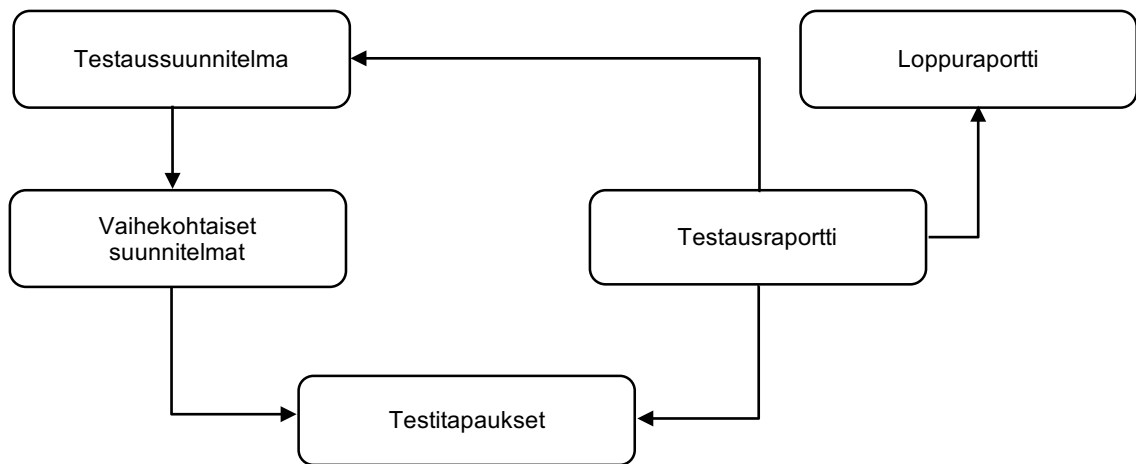 Testaussuunnitelma
Loppuraportti
Vaihekohtaiset
suunnitelmat
Testausraportti
Testitapaukset